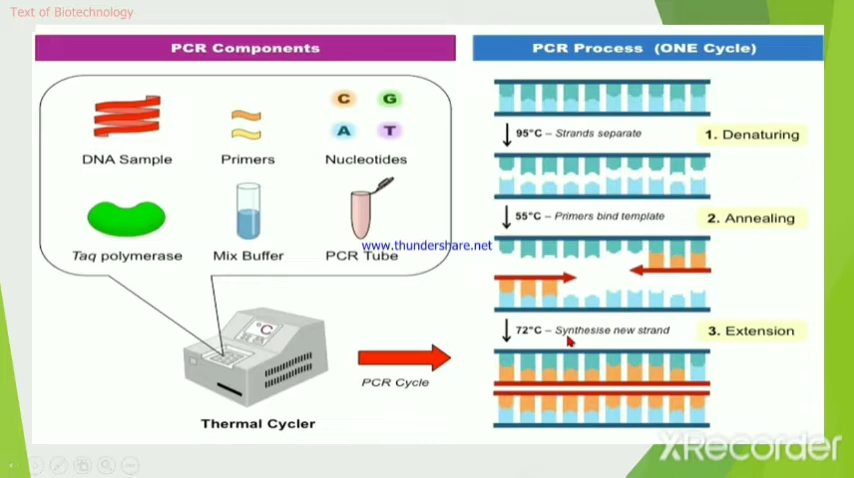 Text of Biotechnology
PCR Components
PCR Process (ONE Cycle)
C G
A T
DNA Sample
Primers
Nucleotides
Taq polymerase
Mix Buffer
PCR Tube
www.thundershare.net
°C
Thermal Cycler
PCR Cycle
95°C – Strands separate
1. Denaturing
55°C – Primers bind template
2. Annealing
72°C – Synthesise new strand
3. Extension
XRecorder